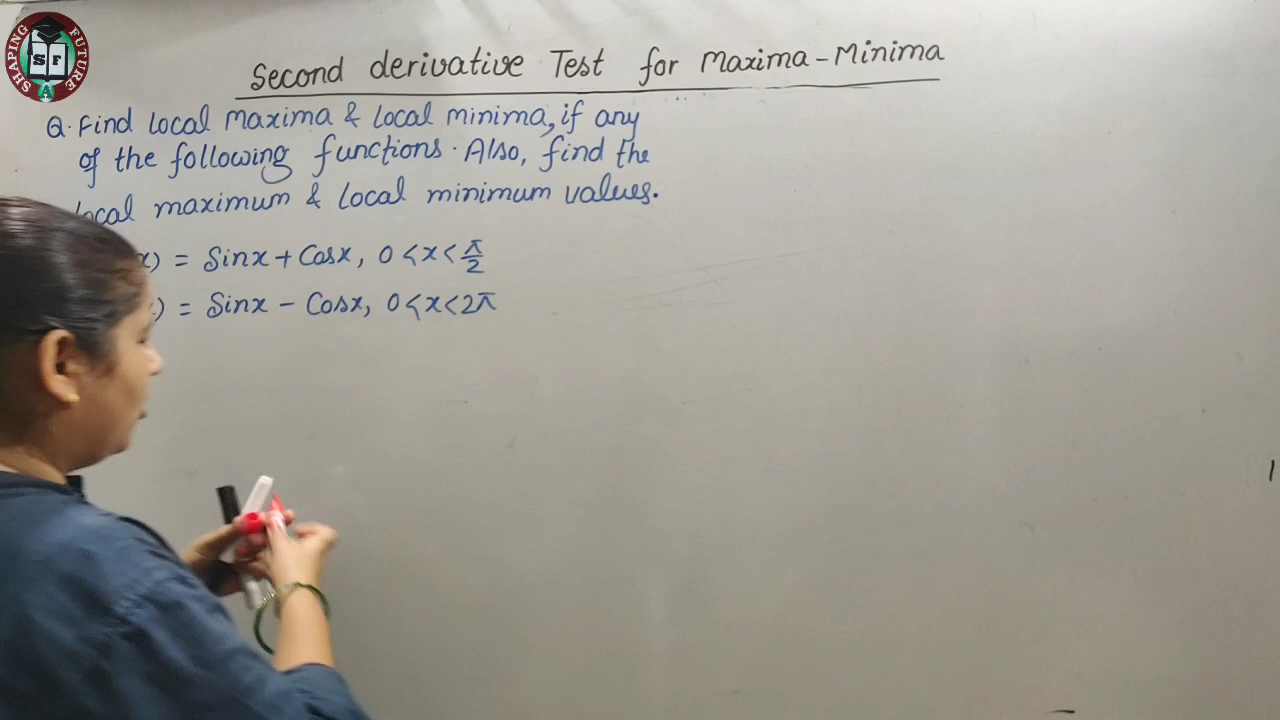 SHAPING FUTURE
SF
A
Second derivative Test for Maxima-Minima
Q. Find local maxima & local minima, if any
of the following functions. Also, find the
local maximum & local minimum values.
x) = Sinx + Cosx, 0 < x < π/2
) = Sinx - Cosx, 0 < x < 2π